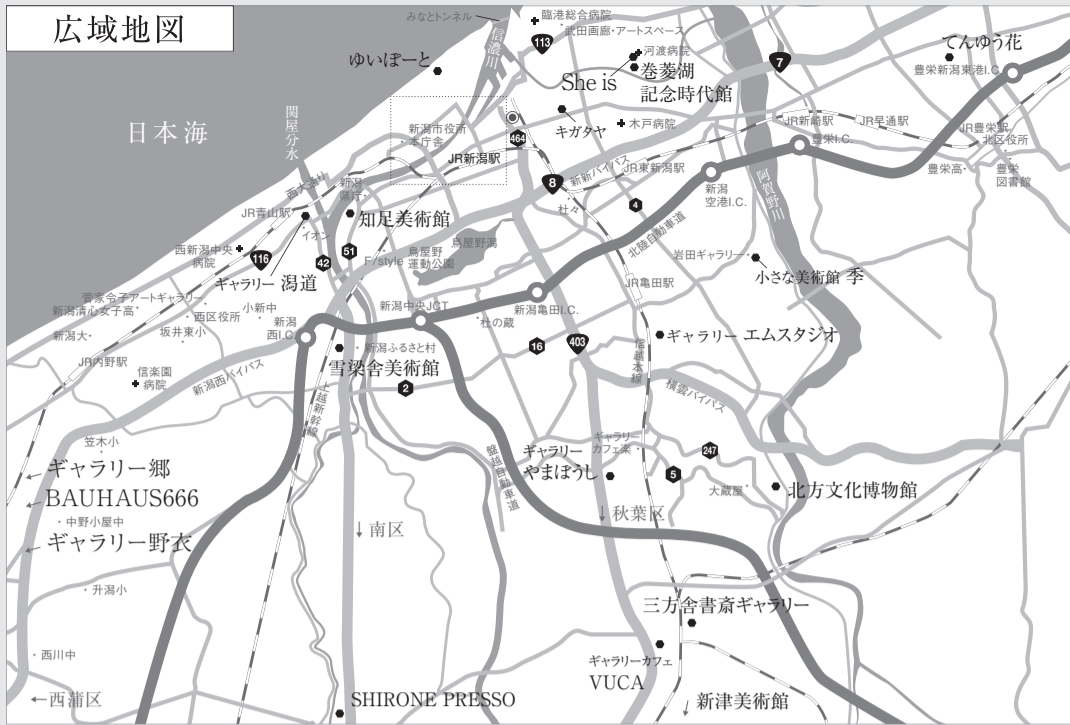 広域地図
みなとトンネル
信濃川
臨港総合病院
武田画廊・アートスペース
113
河渡病院
ゆいぽーと
She is
巻菱湖
記念時代館
7
てんゆう花
豊栄新潟東港I.C.
日本海
関屋分水
新潟市役所
本庁舎
464
キガタヤ
木戸病院
JR新崎駅
JR早通駅
JR豊栄駅
北区役所
豊栄I.C.
JR新潟駅
新新バイパス
JR東新潟駅
豊栄高
豊栄
図書館
西大通り
新潟
県庁
8
杜々
4
新潟
空港I.C.
阿賀野川
JR青山駅
知足美術館
イオン
鳥屋野潟
北陸自動車道
西新潟中央
病院
116
42
51
F/style
鳥屋野
運動公園
岩田ギャラリー
小さな美術館 季
ギャラリー 潟道
JR亀田駅
菅家令子アートギャラリー
新潟清心女子高
小新中
西区役所
新潟
西I.C.
新潟中央JCT
新潟亀田I.C.
新潟大
坂井東小
杜の蔵
16
403
ギャラリー エムスタジオ
信越本線
JR内野駅
信楽園
病院
新潟西バイパス
新潟ふるさと村
雪梁舎美術館
2
横雲バイパス
上越新幹線
笠木小
磐越自動車道
ギャラリー
やまぼうし
ギャラリー
カフェ楽
247
5
大蔵屋
北方文化博物館
←ギャラリー郷
BAUHAUS666
中野小屋中
←ギャラリー野衣
↓南区
↓秋葉区
升潟小
三方舎書斎ギャラリー
西川中
ギャラリーカフェ
VUCA
←西蒲区
SHIRONE PRESSO
↓新津美術館